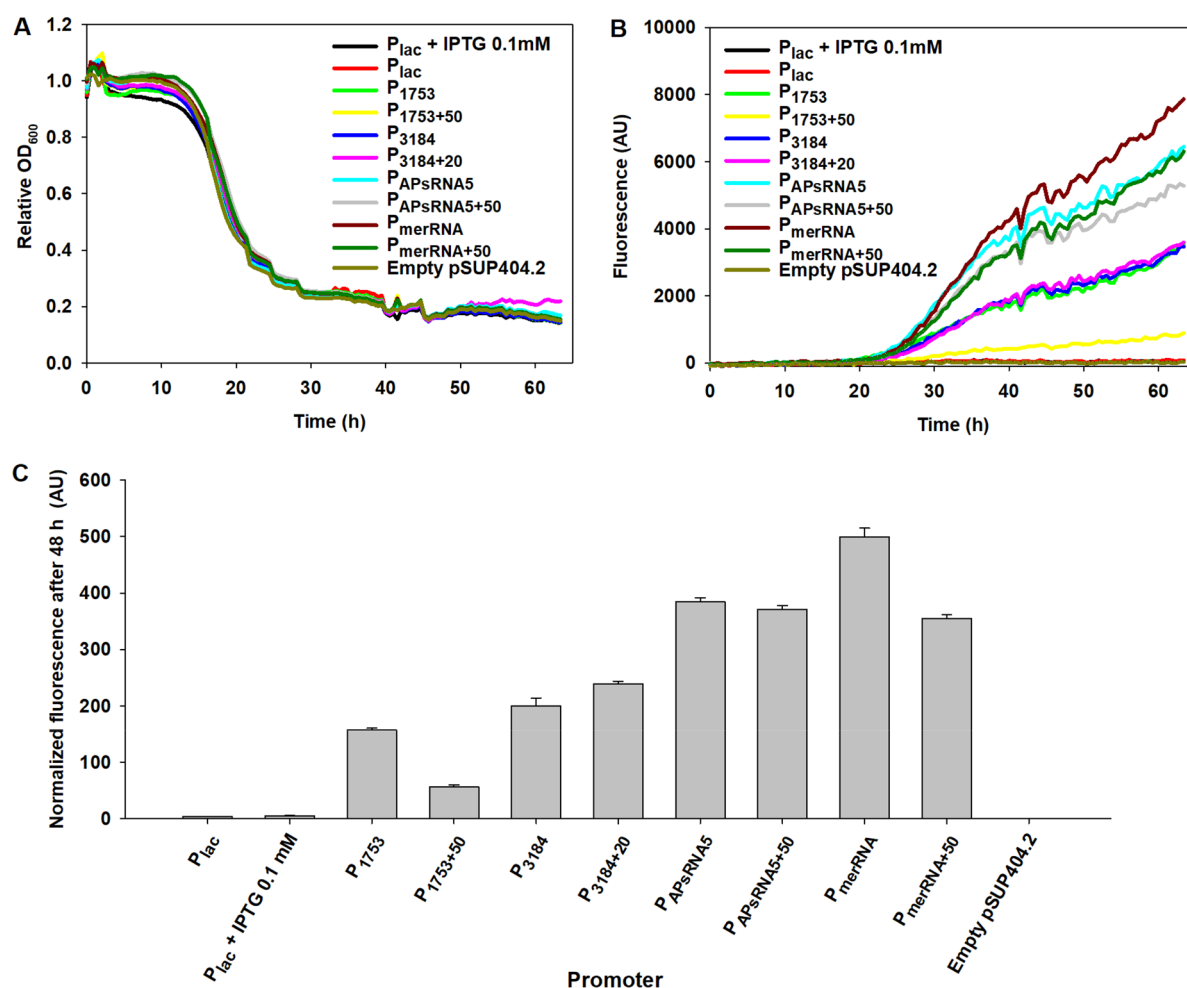 A
1.2
1.0
0.8
0.6
0.4
0.2
0.0
Relative OD600
0 10 20 30 40 50 60
Time (h)
Plac + IPTG 0.1mM
Plac
P1753
P1753+50
P3184
P3184+20
PAPsRNA5
PAPsRNA5+50
PmerRNA
PmerRNA+50
Empty pSUP404.2
B
10000
8000
6000
4000
2000
0
Fluorescence (AU)
0 10 20 30 40 50 60
Time (h)
Plac + IPTG 0.1mM
Plac
P1753
P1753+50
P3184
P3184+20
PAPsRNA5
PAPsRNA5+50
PmerRNA
PmerRNA+50
Empty pSUP404.2
C
600
500
400
300
200
100
0
Normalized fluorescence after 48 h (AU)
Plac
Plac + IPTG 0.1 mM
P1753
P1753+50
P3184
P3184+20
PAPsRNA5
PAPsRNA5+50
PmerRNA
PmerRNA+50
Empty pSUP404.2
Promoter